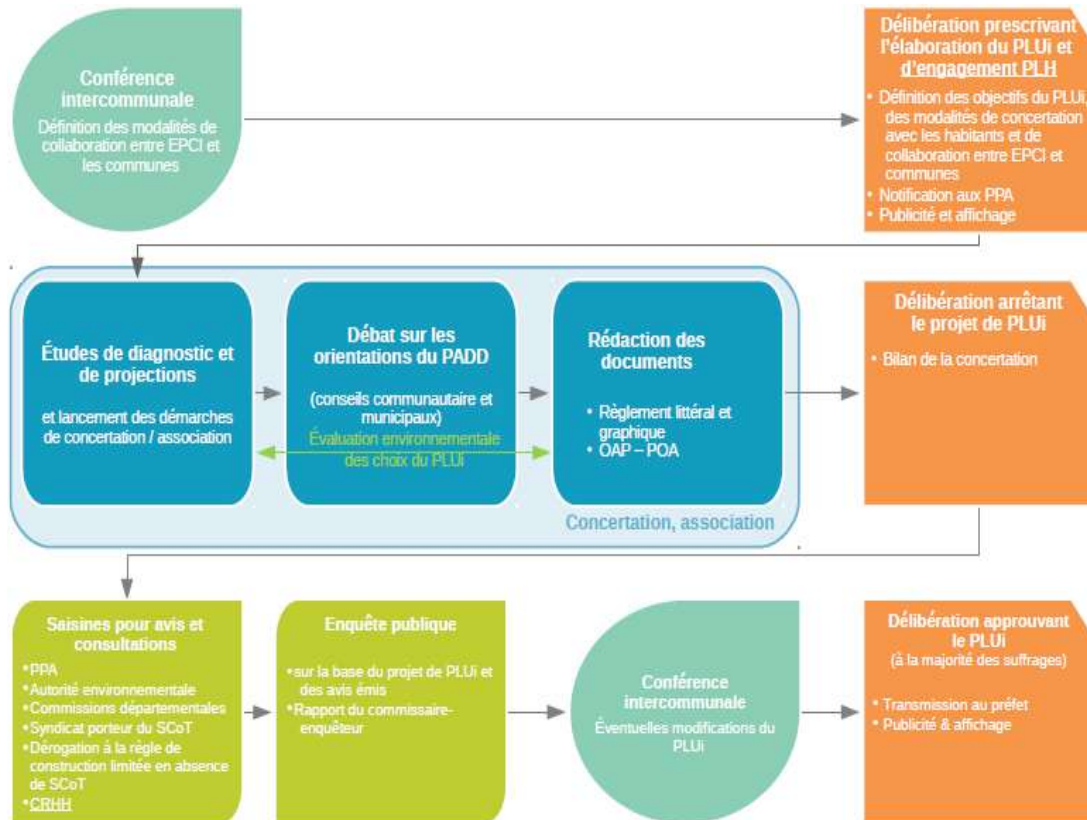 Conférence
intercommunale
Définition des modalités de
collaboration entre EPCI et
les communes
Délibération prescrivant
l'élaboration du PLUi et
d'engagement PLH
• Définition des objectifs du PLUi,
des modalités de concertation
avec les habitants et de
collaboration entre EPCI et
communes
• Notification aux PPA
• Publicité et affichage
Études de diagnostic et
de projections
et lancement des démarches
de concertation / association
Débat sur les
orientations du PADD
(conseils communautaire et
municipaux)
Évaluation environnementale
des choix du PLUi
Rédaction des
documents
• Règlement littéral et
graphique
• OAP – POA
Concertation, association
Délibération arrêtant
le projet de PLUi
• Bilan de la concertation
Saisines pour avis et
consultations
• PPA
• Autorité environnementale
• Commissions départementales
• Syndicat porteur du SCoT
• Dérogation à la règle de
construction limitée en absence
de SCoT
• CRHH
Enquête publique
• sur la base du projet de PLUi et
des avis émis
• Rapport du commissaire-
enquêteur
Conférence
intercommunale
Éventuelles modifications du
PLUi
Délibération approuvant
le PLUi
(à la majorité des suffrages)
• Transmission au préfet
• Publicité & affichage